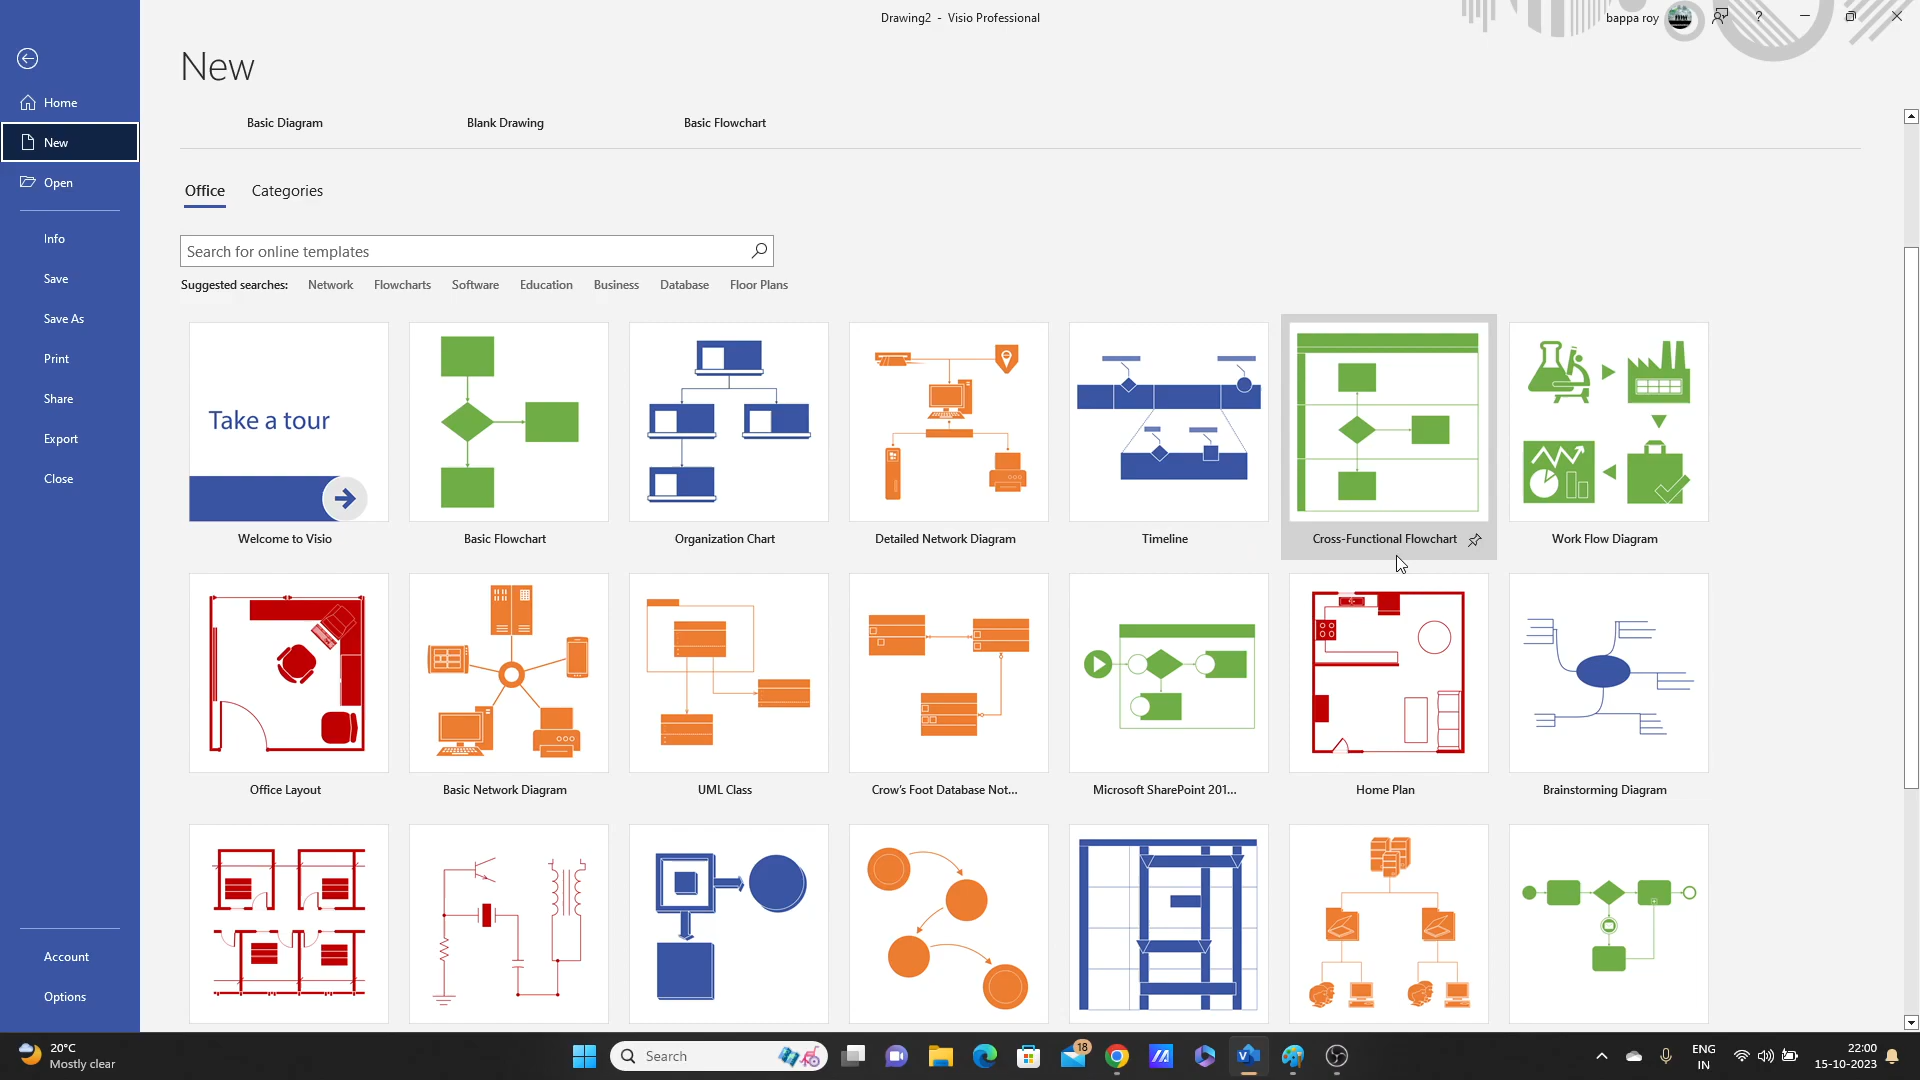 Drawing2 - Visio Professional
bappa roy
?
New
Home
New
Open
Info
Save
Save As
Print
Share
Export
Close
Account
Options
Basic Diagram
Blank Drawing
Basic Flowchart
Office
Categories
Search for online templates
Suggested searches: Network Flowcharts Software Education Business Database Floor Plans
Take a tour
Welcome to Visio
Basic Flowchart
Organization Chart
Detailed Network Diagram
Timeline
Cross-Functional Flowchart
Work Flow Diagram
Office Layout
Basic Network Diagram
UML Class
Crow's Foot Database Not...
Microsoft SharePoint 201...
Home Plan
Brainstorming Diagram
20°C
Mostly clear
Search
18
ENG
IN
22:00
15-10-2023